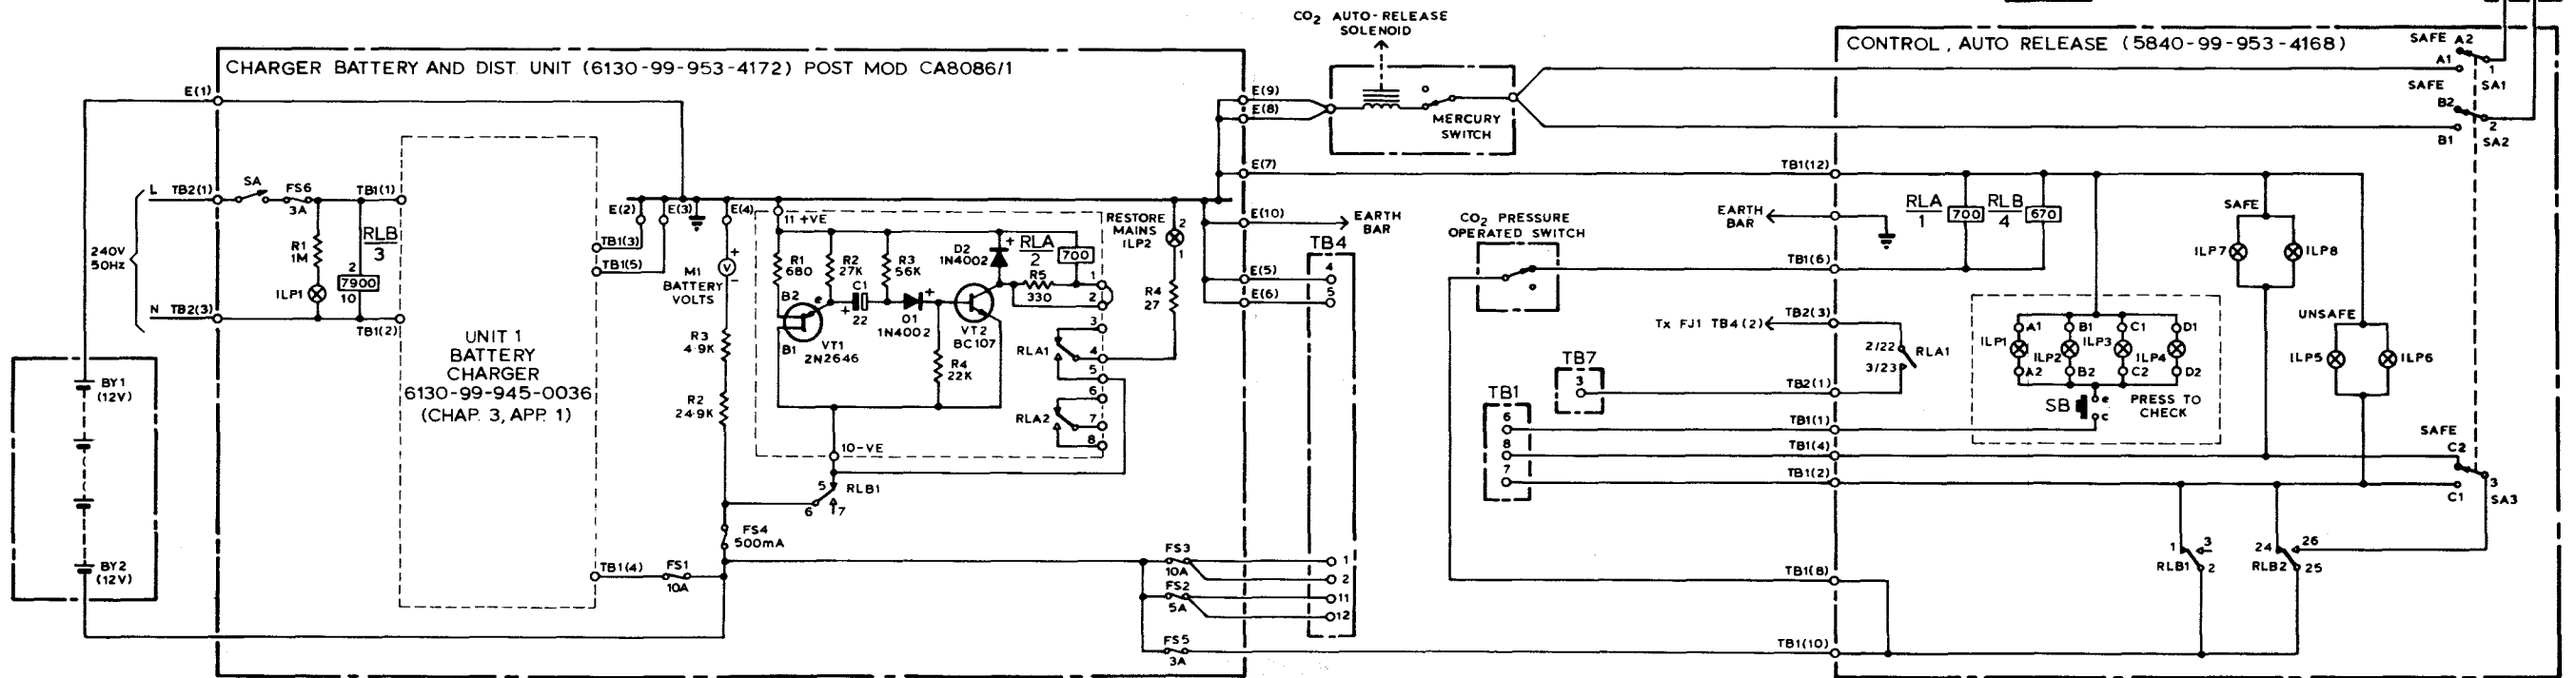 CO₂ AUTO-RELEASE
SOLENOID
MERCURY
SWITCH
CHARGER BATTERY AND DIST. UNIT (6130-99-953-4172) POST MOD CA8086/1
E(1)
L
TB2(1)
SA
FS6
3A
TB1(1)
240V
50Hz
R1
1M
RLB
3
2
7900
10
ILP1
N
TB2(3)
TB1(2)
UNIT 1
BATTERY
CHARGER
6130-99-945-0036
(CHAP. 3, APP. 1)
BY1
(12V)
BY2
(12V)
E(2)
E(3)
E(4)
TB1(3)
TB1(5)
TB1(4)
FS1
10A
+
V
-
M1
BATTERY
VOLTS
R3
4·9K
R2
24·9K
FS4
500mA
11 +VE
R1
680
R2
27K
R3
56K
B2
e
B1
VT1
2N2646
C1
+
22
D1
1N4002
+
R4
22K
VT2
BC107
D2
1N4002
+
RLA
2
700
R5
330
1
2
3
4
5
6
7
8
RLA1
RLA2
10-VE
5
RLB1
6
7
RESTORE
MAINS
ILP2
2
1
R4
27
E(9)
E(8)
E(7)
E(10)
EARTH
BAR
E(5)
E(6)
TB4
4
5
1
2
11
12
FS3
10A
FS2
5A
FS5
3A
CO₂ PRESSURE
OPERATED SWITCH
Tx FJ1 TB4(2)
TB7
3
TB1
6
8
7
CONTROL, AUTO RELEASE (5840-99-953-4168)
SAFE
A2
A1
1
SA1
SAFE
B2
B1
2
SA2
TB1(12)
EARTH
BAR
RLA
1
700
RLB
4
670
TB1(6)
TB2(3)
2/22
3/23
RLA1
TB2(1)
TB1(1)
TB1(4)
TB1(2)
TB1(8)
TB1(10)
SAFE
ILP7
ILP8
UNSAFE
ILP5
ILP6
A1
B1
C1
D1
ILP1
ILP2
ILP3
ILP4
A2
B2
C2
D2
SB
e
c
PRESS TO
CHECK
SAFE
C2
C1
3
SA3
1
3
RLB1
2
24
26
RLB2
25